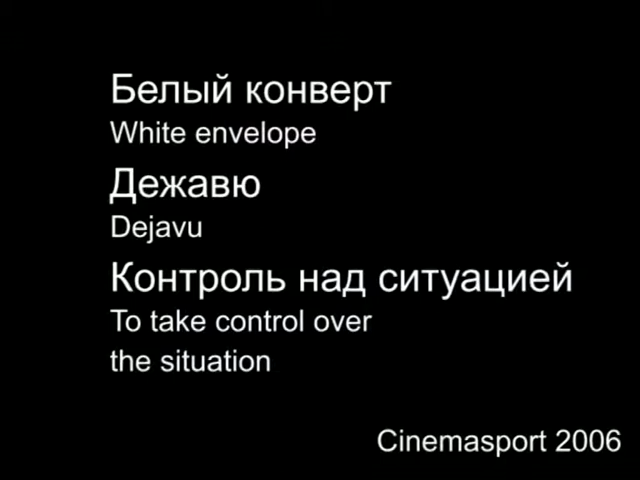 Белый конверт
White envelope
Дежавю
Dejavu
Контроль над ситуацией
To take control over
the situation
Cinemasport 2006